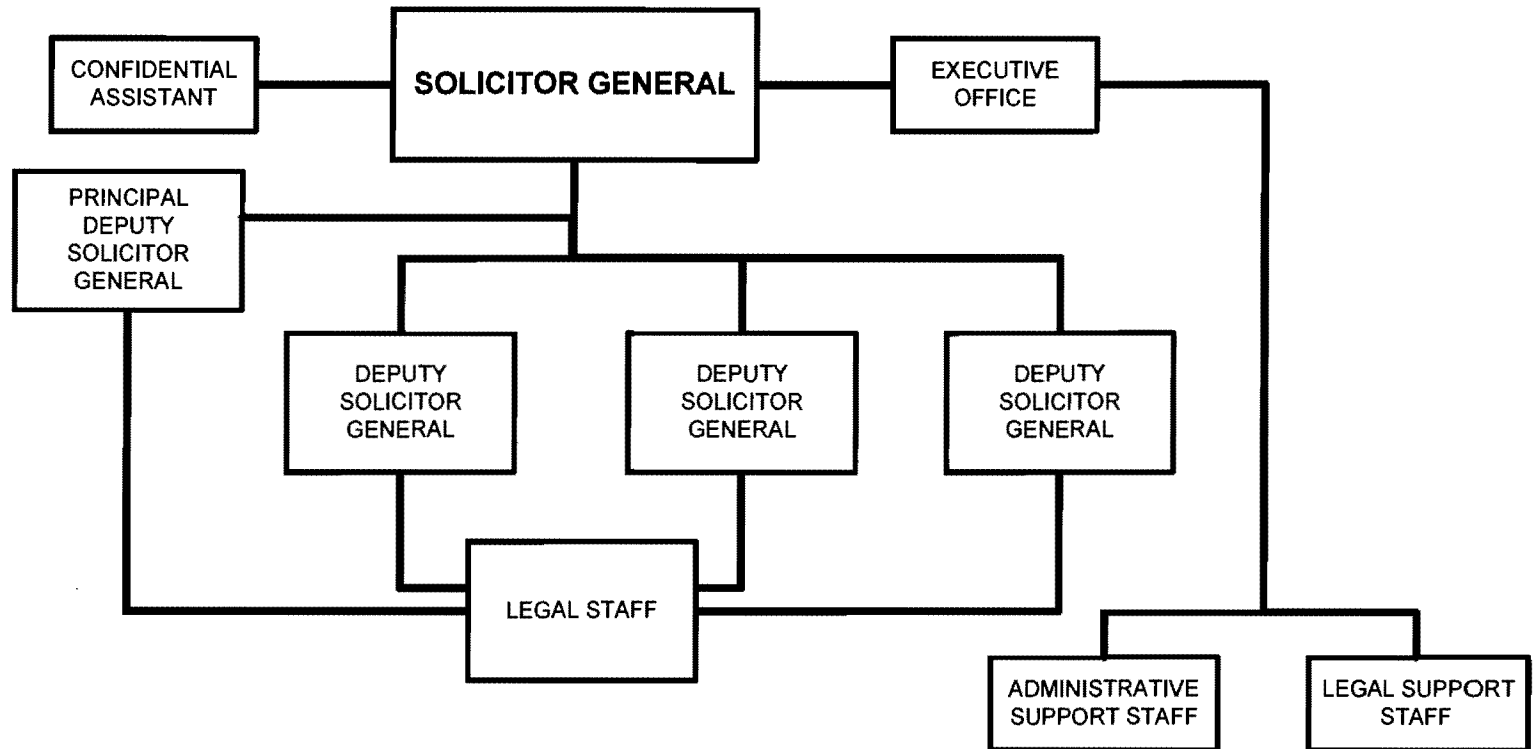 CONFIDENTIAL
ASSISTANT
SOLICITOR GENERAL
EXECUTIVE
OFFICE
PRINCIPAL
DEPUTY
SOLICITOR
GENERAL
DEPUTY
SOLICITOR
GENERAL
DEPUTY
SOLICITOR
GENERAL
DEPUTY
SOLICITOR
GENERAL
LEGAL STAFF
ADMINISTRATIVE
SUPPORT STAFF
LEGAL SUPPORT
STAFF